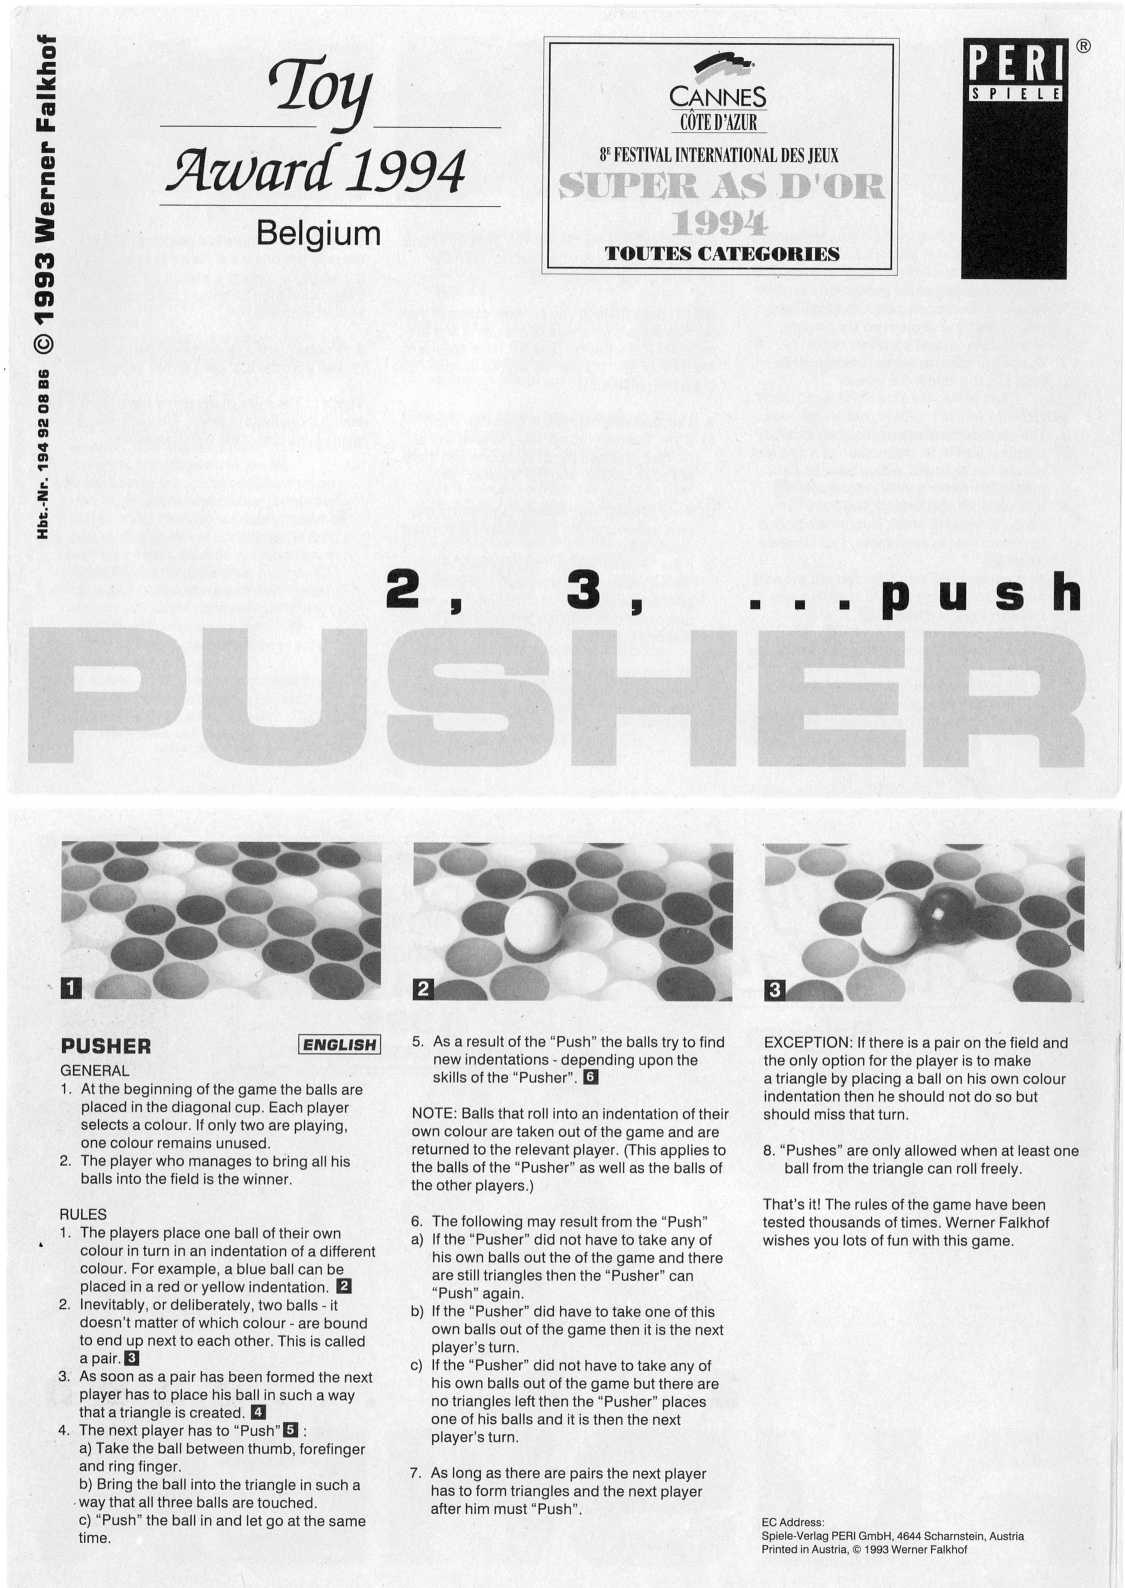 Hbt.-Nr. 194 92 08 B6 © 1993 Werner Falkhof
Toy
Award 1994
Belgium
CANNES
CÔTE D'AZUR
8E FESTIVAL INTERNATIONAL DES JEUX
SUPER AS D'OR
1994
TOUTES CATEGORIES
PERI ®
SPIELE
2, 3, ...push
PUSHER
1
2
3
PUSHER ENGLISH
GENERAL
1. At the beginning of the game the balls are
placed in the diagonal cup. Each player
selects a colour. If only two are playing,
one colour remains unused.
2. The player who manages to bring all his
balls into the field is the winner.
RULES
1. The players place one ball of their own
colour in turn in an indentation of a different
colour. For example, a blue ball can be
placed in a red or yellow indentation. 2
2. Inevitably, or deliberately, two balls - it
doesn't matter of which colour - are bound
to end up next to each other. This is called
a pair. 3
3. As soon as a pair has been formed the next
player has to place his ball in such a way
that a triangle is created. 4
4. The next player has to “Push” 5 :
a) Take the ball between thumb, forefinger
and ring finger.
b) Bring the ball into the triangle in such a
way that all three balls are touched.
c) “Push” the ball in and let go at the same
time.
5. As a result of the “Push” the balls try to find
new indentations - depending upon the
skills of the “Pusher”. 6
NOTE: Balls that roll into an indentation of their
own colour are taken out of the game and are
returned to the relevant player. (This applies to
the balls of the “Pusher” as well as the balls of
the other players.)
6. The following may result from the “Push”
a) If the “Pusher” did not have to take any of
his own balls out the of the game and there
are still triangles then the “Pusher” can
“Push” again.
b) If the “Pusher” did have to take one of this
own balls out of the game then it is the next
player's turn.
c) If the “Pusher” did not have to take any of
his own balls out of the game but there are
no triangles left then the “Pusher” places
one of his balls and it is then the next
player's turn.
7. As long as there are pairs the next player
has to form triangles and the next player
after him must “Push”.
EXCEPTION: If there is a pair on the field and
the only option for the player is to make
a triangle by placing a ball on his own colour
indentation then he should not do so but
should miss that turn.
8. “Pushes” are only allowed when at least one
ball from the triangle can roll freely.
That's it! The rules of the game have been
tested thousands of times. Werner Falkhof
wishes you lots of fun with this game.
EC Address:
Spiele-Verlag PERI GmbH, 4644 Scharnstein, Austria
Printed in Austria, © 1993 Werner Falkhof